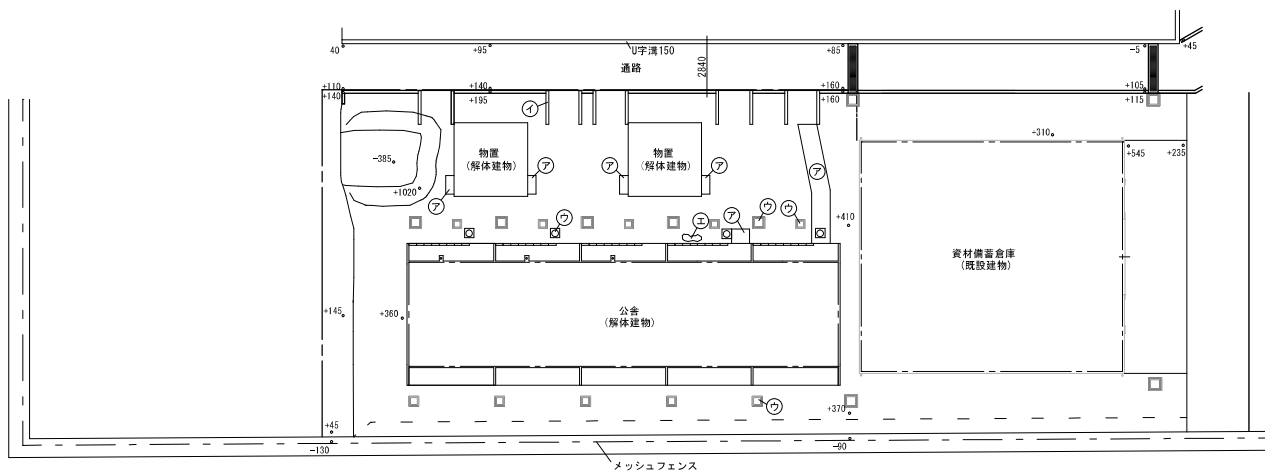 40
+95
U字溝150
+85
-5
+45
通路
2840
+110
+140
+140
+195
+160
+160
+105
+115
イ
+310
物置
(解体建物)
物置
(解体建物)
ア
ア
ア
ア
ア
-385
+1020
+545
+235
ウ
エ
ア
ウ
ウ
+410
資材備蓄倉庫
(既設建物)
+145
+360
公舎
(解体建物)
ウ
+370
+45
-130
-90
メッシュフェンス